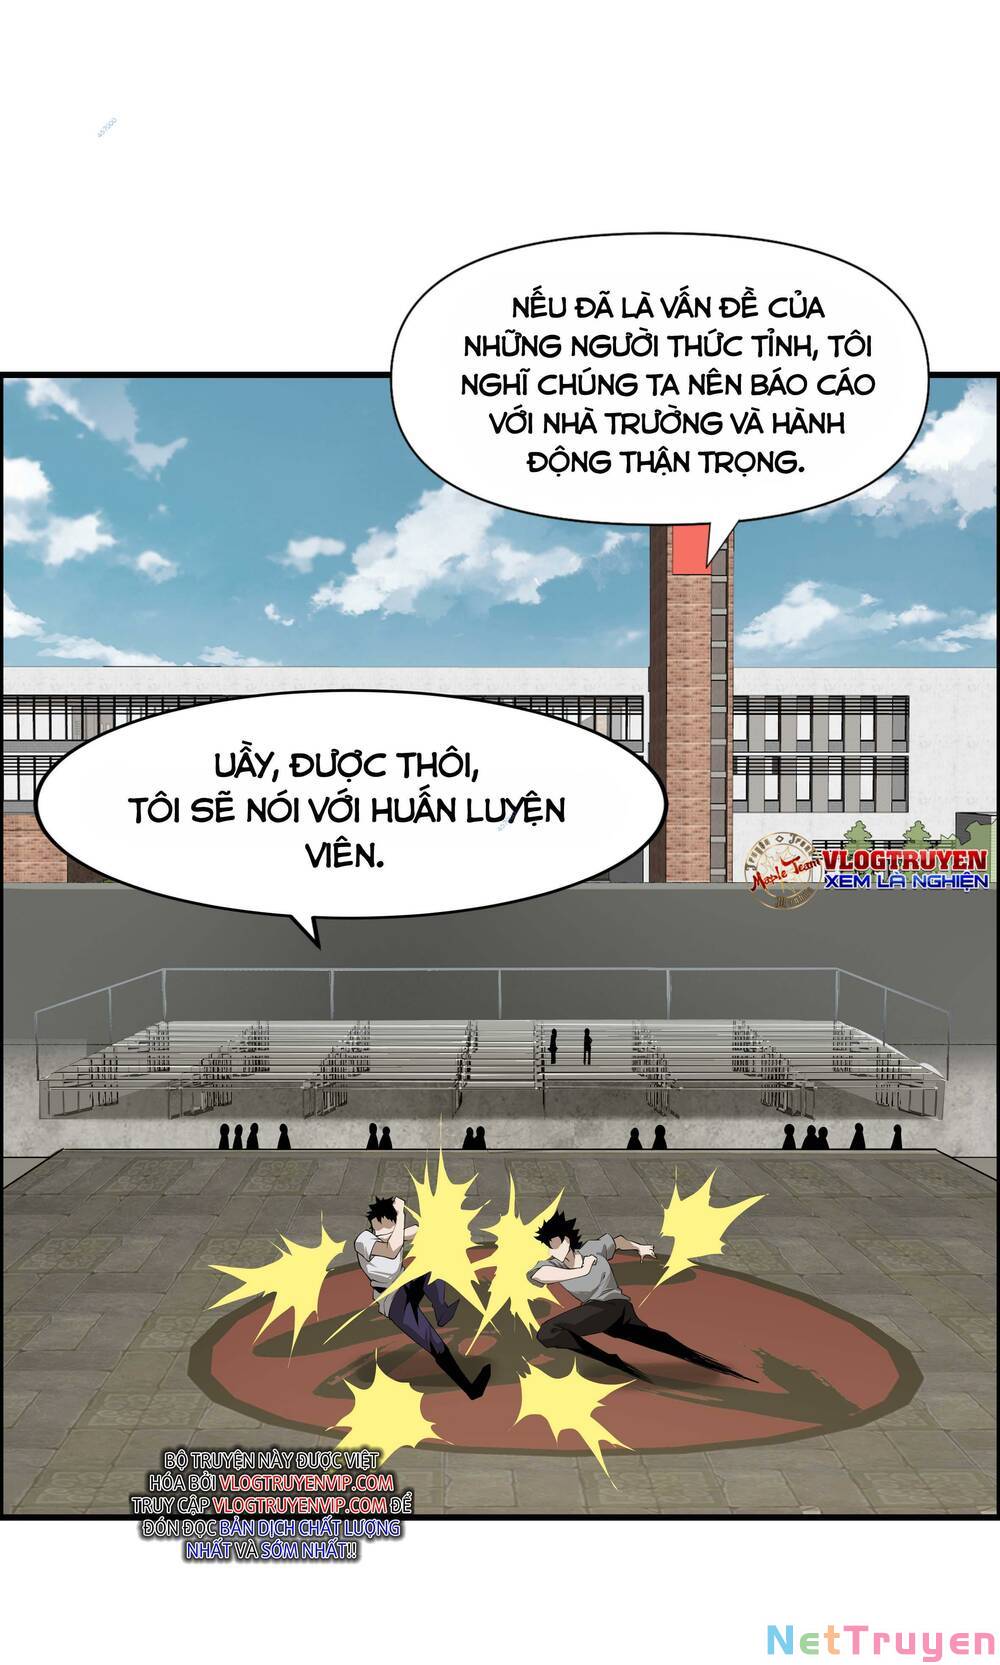 457000
NẾU ĐÃ LÀ VẤN ĐỀ CỦA
NHỮNG NGƯỜI THỨC TỈNH, TÔI
NGHĨ CHÚNG TA NÊN BÁO CÁO
VỚI NHÀ TRƯỜNG VÀ HÀNH
ĐỘNG THẬN TRỌNG.
UẦY, ĐƯỢC THÔI,
TÔI SẼ NÓI VỚI HUẤN LUYỆN
VIÊN.
Maple Team
VLOGTRUYEN
XEM LÀ NGHIỆN
BỘ TRUYỆN NÀY ĐƯỢC VIỆT
HÓA BỞI VLOGTRUYENVIP.COM
TRUY CẬP VLOGTRUYENVIP.COM ĐỂ
ĐÓN ĐỌC BẢN DỊCH CHẤT LƯỢNG
NHẤT VÀ SỚM NHẤT!!
NetTruyen